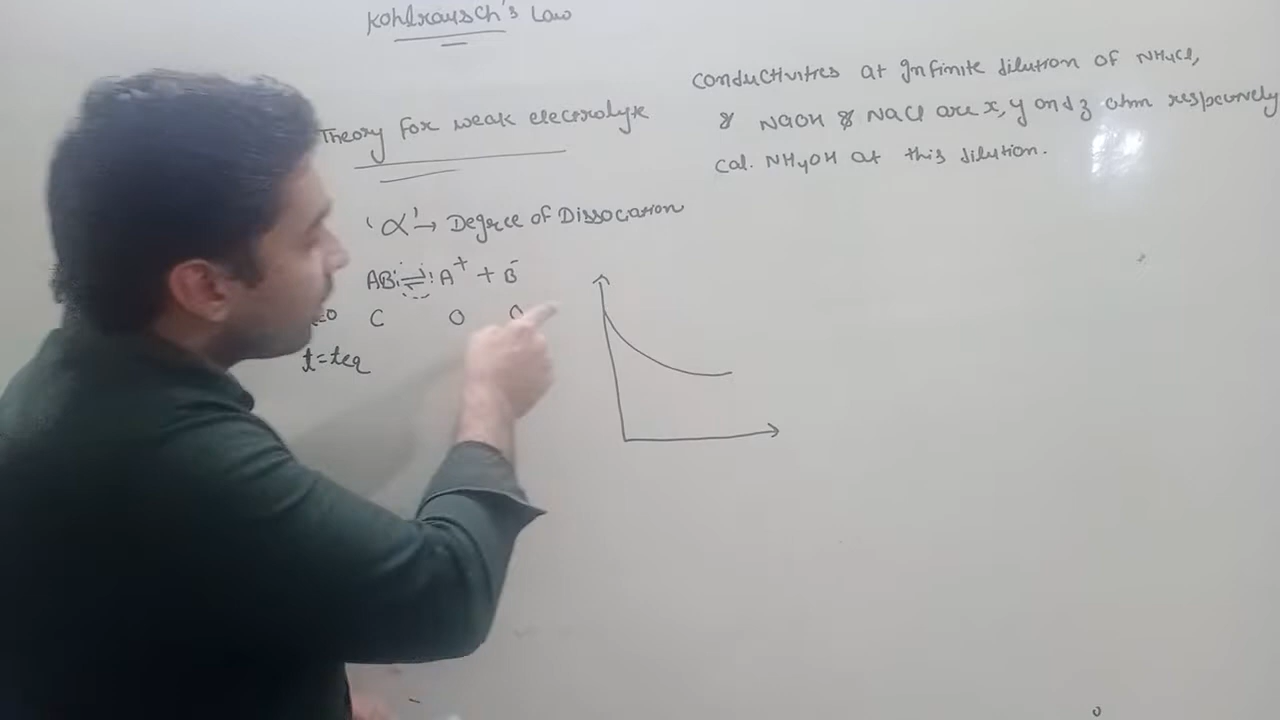 Kohlrausch's Law
Theory For weak electrolyte
'α' → Degree of Dissociation
AB ⇌ A⁺ + B⁻
=0 C 0 0
t=teq
conductivities at Infinite dilution of NH4Cl,
& NaOH & NaCl are x, y and z ohm respectively
Cal. NH4OH at this dilution.